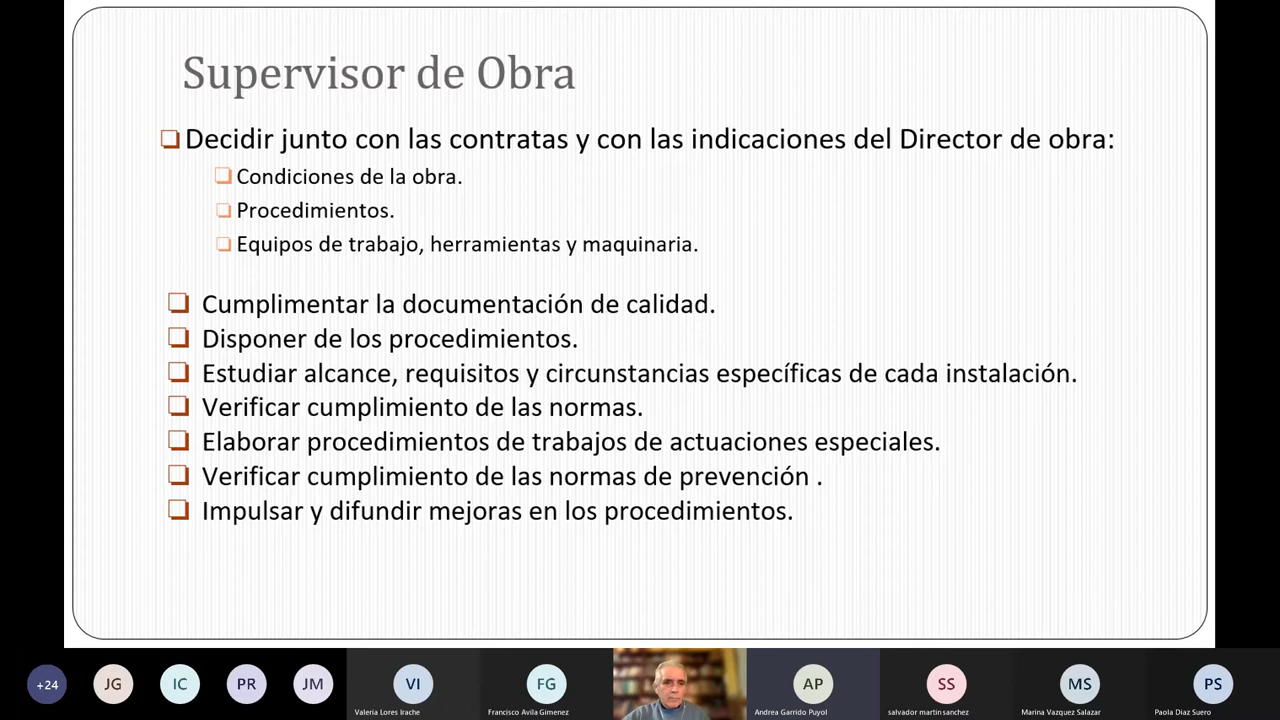 Supervisor de Obra
Decidir junto con las contratas y con las indicaciones del Director de obra:
Condiciones de la obra.
Procedimientos.
Equipos de trabajo, herramientas y maquinaria.
Cumplimentar la documentación de calidad.
Disponer de los procedimientos.
Estudiar alcance, requisitos y circunstancias específicas de cada instalación.
Verificar cumplimiento de las normas.
Elaborar procedimientos de trabajos de actuaciones especiales.
Verificar cumplimiento de las normas de prevención .
Impulsar y difundir mejoras en los procedimientos.
+24 JG IC PR JM VI FG AP SS MS PS
Valeria Lores Irache Francisco Avila Gimenez Andrea Garrido Puyol salvador martin sanchez Marina Vazquez Salazar Paola Diaz Suero